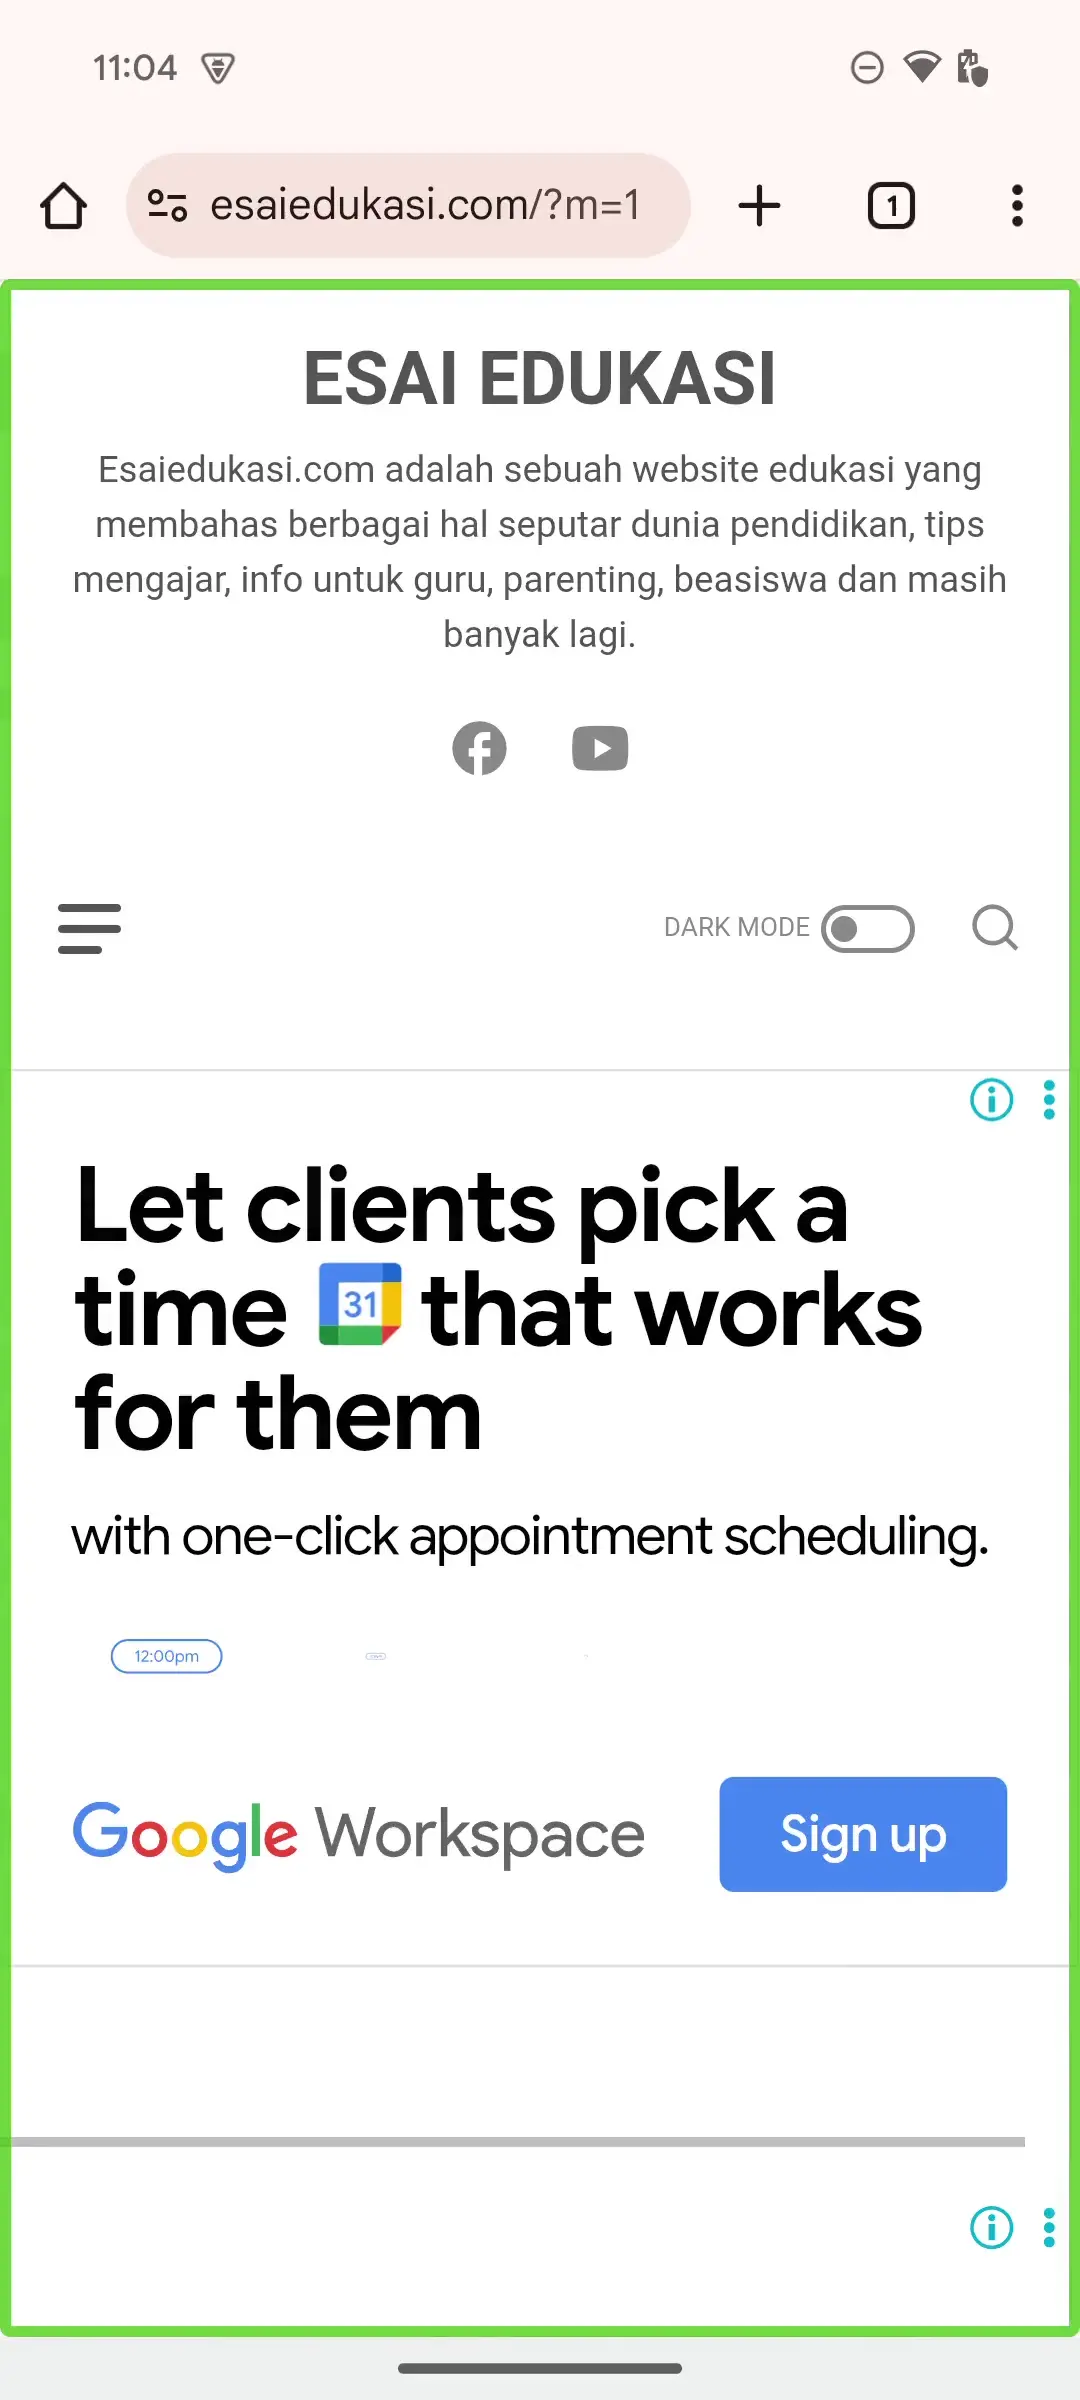 11:04
esaiedukasi.com/?m=1
1
ESAI EDUKASI
Esaiedukasi.com adalah sebuah website edukasi yang
membahas berbagai hal seputar dunia pendidikan, tips
mengajar, info untuk guru, parenting, beasiswa dan masih
banyak lagi.
DARK MODE
Let clients pick a
time 31 that works
for them
with one-click appointment scheduling.
12:00pm
Google Workspace
Sign up